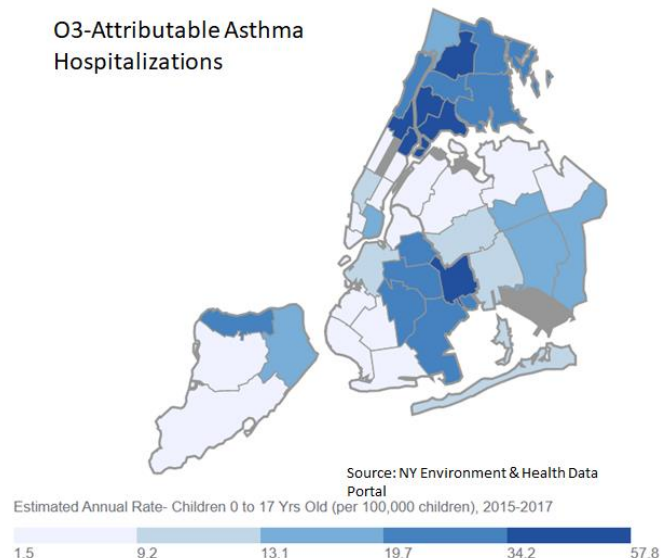 O3-Attributable Asthma
Hospitalizations
Source: NY Environment & Health Data
Portal
Estimated Annual Rate- Children 0 to 17 Yrs Old (per 100,000 children), 2015-2017
1.5 9.2 13.1 19.7 34.2 57.8